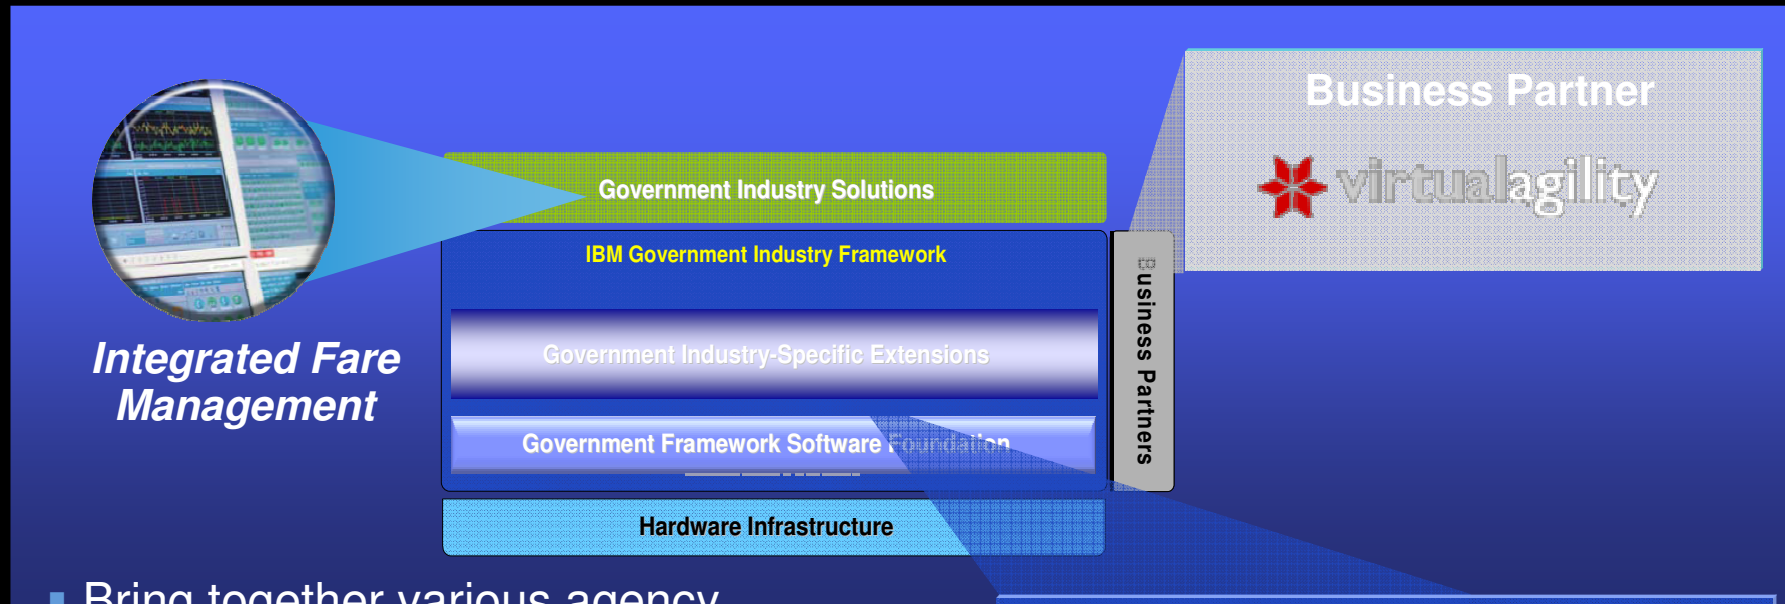 Business Partner
virtualagility
Government Industry Solutions
IBM Government Industry Framework
Government Industry-Specific Extensions
Government Framework Software Foundation
Business Partners
Hardware Infrastructure
Integrated Fare
Management
Bring together various agency